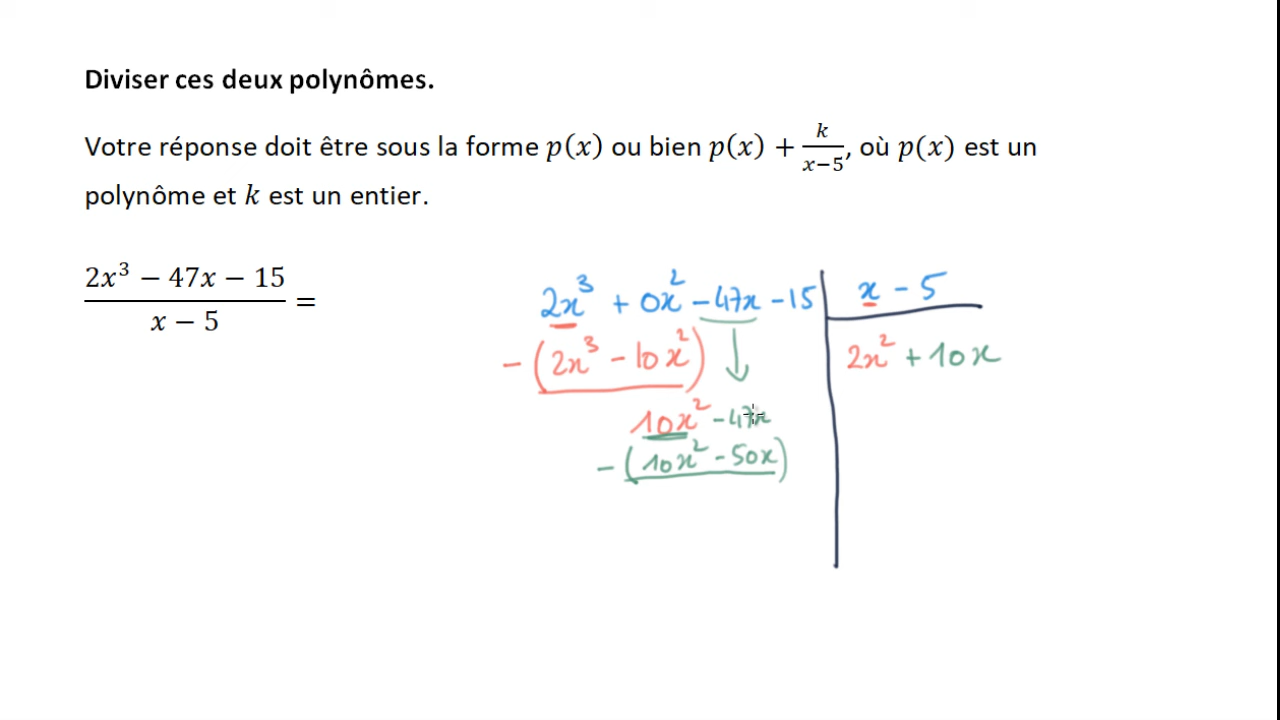 Diviser ces deux polynômes.
Votre réponse doit être sous la forme p(x) ou bien p(x) + k/(x−5), où p(x) est un
polynôme et k est un entier.
(2x³ − 47x − 15)/(x − 5) =
2x³ + 0x² − 47x − 15 | x − 5
− (2x³ − 10x²) | 2x² + 10x
10x² − 47x
− (10x² − 50x)